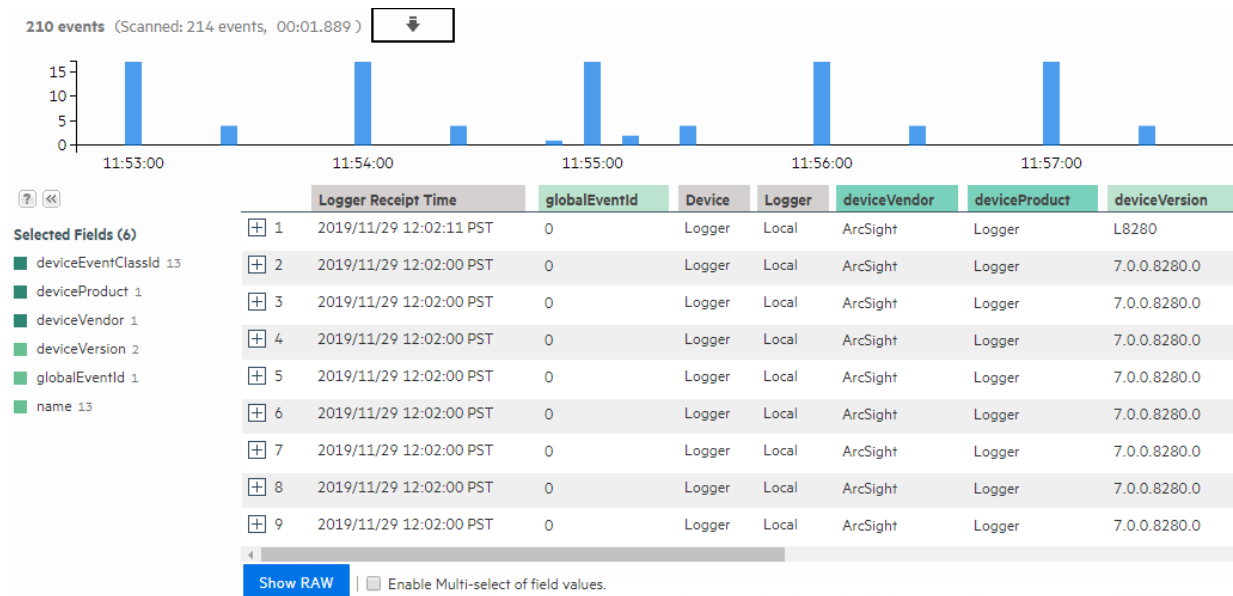 210 events (Scanned: 214 events, 00:01.889 )
15
10
5
0
11:53:00 11:54:00 11:55:00 11:56:00 11:57:00
? «
Logger Receipt Time globalEventId Device Logger deviceVendor deviceProduct deviceVersion
Selected Fields (6)
deviceEventClassId 13
deviceProduct 1
deviceVendor 1
deviceVersion 2
globalEventId 1
name 13
1 2019/11/29 12:02:11 PST 0 Logger Local ArcSight Logger L8280
2 2019/11/29 12:02:00 PST 0 Logger Local ArcSight Logger 7.0.0.8280.0
3 2019/11/29 12:02:00 PST 0 Logger Local ArcSight Logger 7.0.0.8280.0
4 2019/11/29 12:02:00 PST 0 Logger Local ArcSight Logger 7.0.0.8280.0
5 2019/11/29 12:02:00 PST 0 Logger Local ArcSight Logger 7.0.0.8280.0
6 2019/11/29 12:02:00 PST 0 Logger Local ArcSight Logger 7.0.0.8280.0
7 2019/11/29 12:02:00 PST 0 Logger Local ArcSight Logger 7.0.0.8280.0
8 2019/11/29 12:02:00 PST 0 Logger Local ArcSight Logger 7.0.0.8280.0
9 2019/11/29 12:02:00 PST 0 Logger Local ArcSight Logger 7.0.0.8280.0
Show RAW | Enable Multi-select of field values.